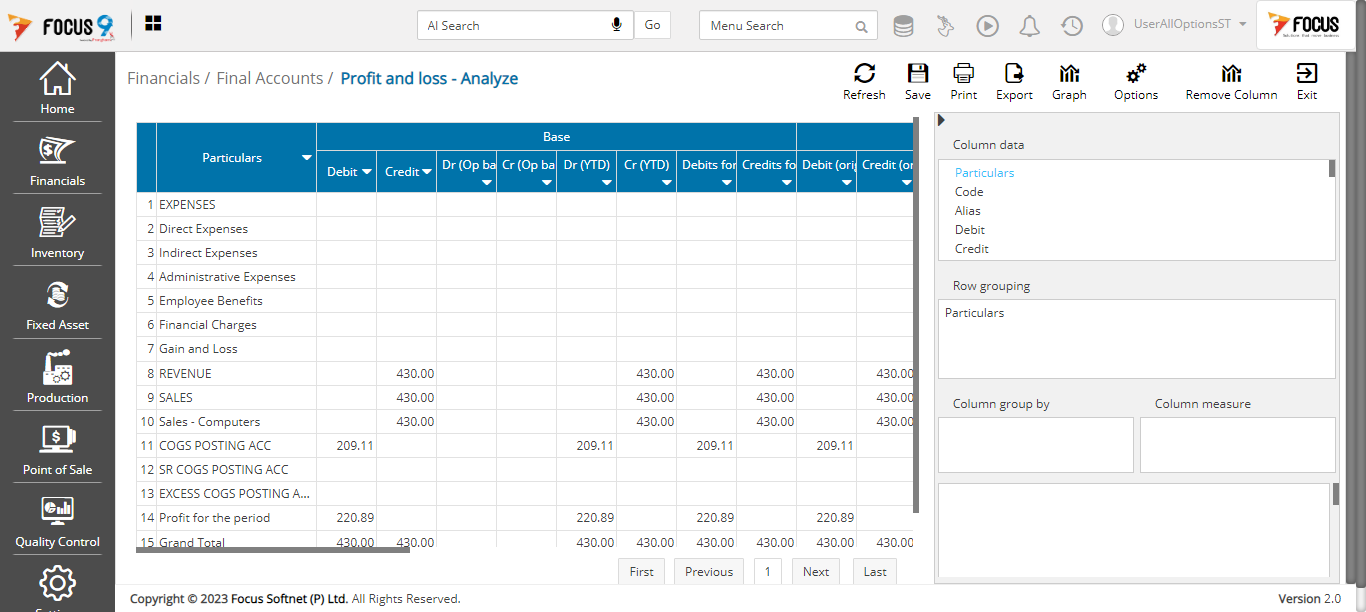 FOCUS 9
AI Search
Go
Menu Search
UserAllOptionsST
FOCUS
Home
Financials
Inventory
Fixed Asset
Production
Point of Sale
Quality Control
Financials / Final Accounts / Profit and loss - Analyze
Refresh
Save
Print
Export
Graph
Options
Remove Column
Exit
Particulars
Base
Debit
Credit
Dr (Op ba
Cr (Op ba
Dr (YTD)
Cr (YTD)
Debits for
Credits fo
Debit (orig
Credit (or
1 EXPENSES
2 Direct Expenses
3 Indirect Expenses
4 Administrative Expenses
5 Employee Benefits
6 Financial Charges
7 Gain and Loss
8 REVENUE 430.00 430.00 430.00 430.00
9 SALES 430.00 430.00 430.00 430.00
10 Sales - Computers 430.00 430.00 430.00 430.00
11 COGS POSTING ACC 209.11 209.11 209.11 209.11
12 SR COGS POSTING ACC
13 EXCESS COGS POSTING A...
14 Profit for the period 220.89 220.89 220.89 220.89
15 Grand Total 430.00 430.00 430.00 430.00 430.00 430.00 430.00 430.00
First
Previous
1
Next
Last
Column data
Particulars
Code
Alias
Debit
Credit
Row grouping
Particulars
Column group by
Column measure
Copyright © 2023 Focus Softnet (P) Ltd. All Rights Reserved.
Version 2.0